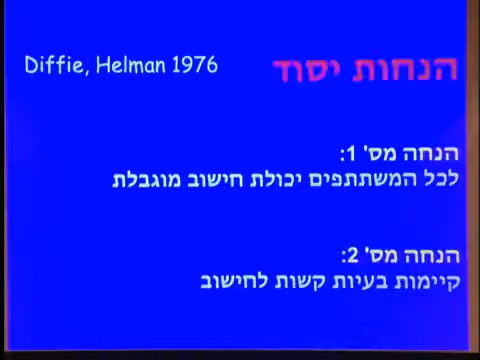 הנחות יסוד
Diffie, Helman 1976
הנחה מס' 1:
לכל המשתתפים יכולת חישוב מוגבלת
הנחה מס' 2:
קיימות בעיות קשות לחישוב